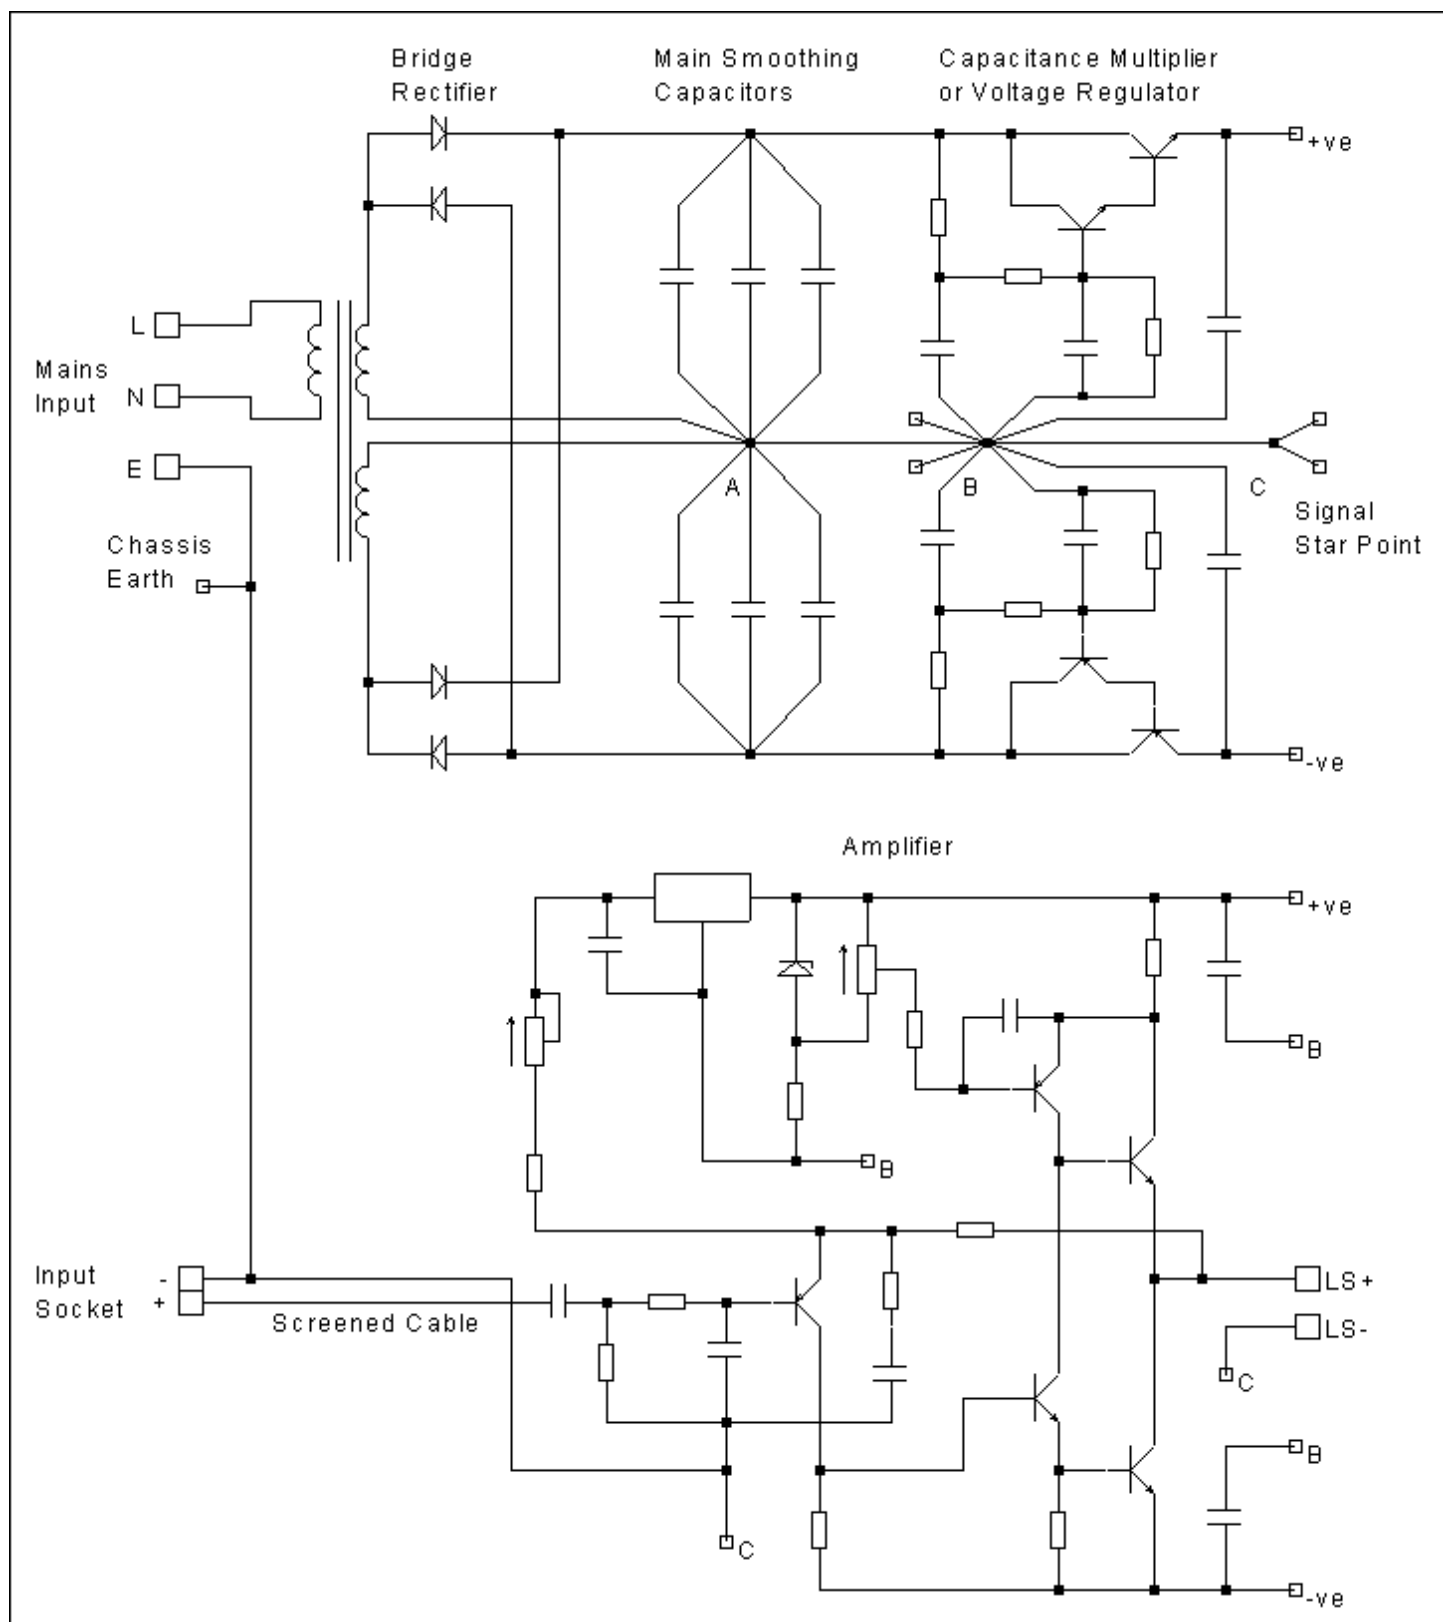 Bridge
Rectifier
Main Smoothing
Capacitors
Capacitance Multiplier
or Voltage Regulator
+ve
L
Mains
Input
N
E
A
B
C
Signal
Star Point
Chassis
Earth
-ve
Amplifier
+ve
B
B
Input
Socket
-
+
Screened Cable
LS+
LS-
C
B
C
-ve